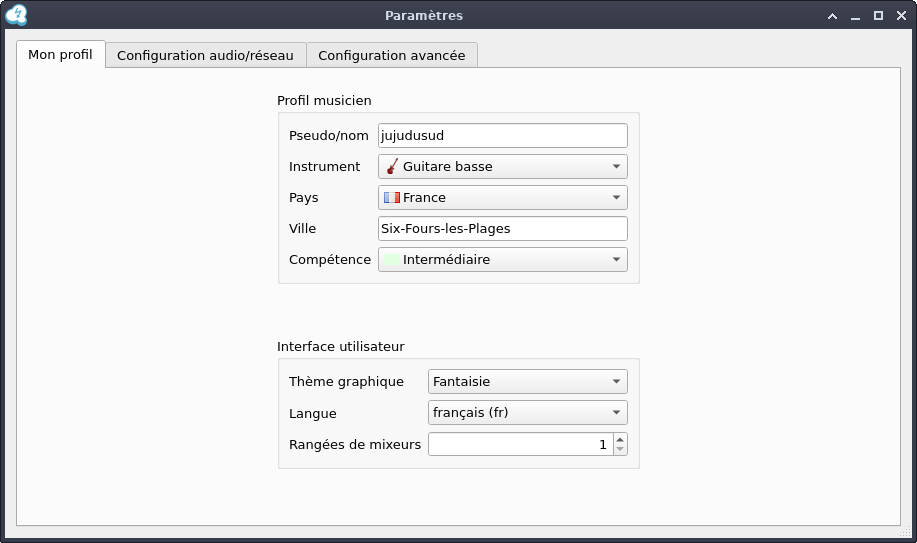 Paramètres
Mon profil
Configuration audio/réseau
Configuration avancée
Profil musicien
Pseudo/nom jujudusud
Instrument Guitare basse
Pays France
Ville Six-Fours-les-Plages
Compétence Intermédiaire
Interface utilisateur
Thème graphique Fantaisie
Langue français (fr)
Rangées de mixeurs 1